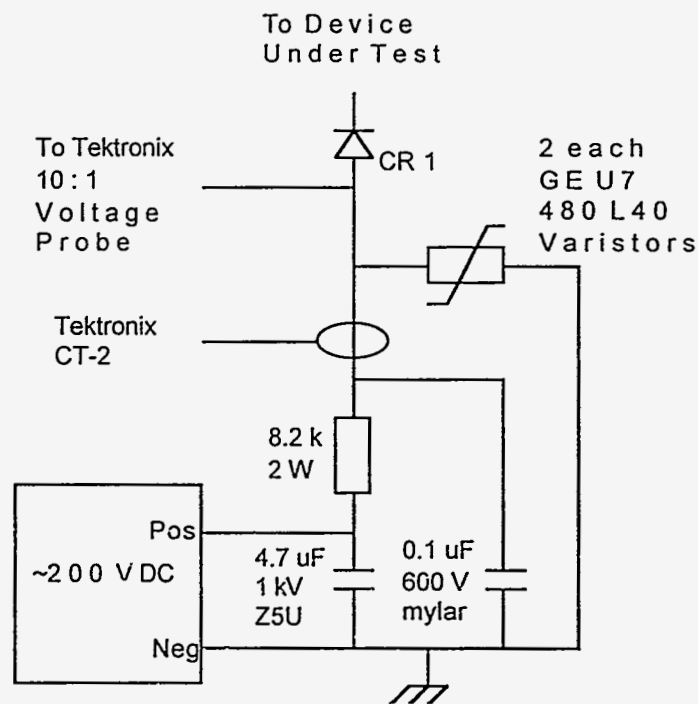 To Device
Under Test
To Tektronix
10:1
Voltage
Probe
CR 1
2 each
GE U7
480 L40
Varistors
Tektronix
CT-2
8.2 k
2 W
Pos
~200 VDC
Neg
4.7 uF
1 kV
Z5U
0.1 uF
600 V
mylar